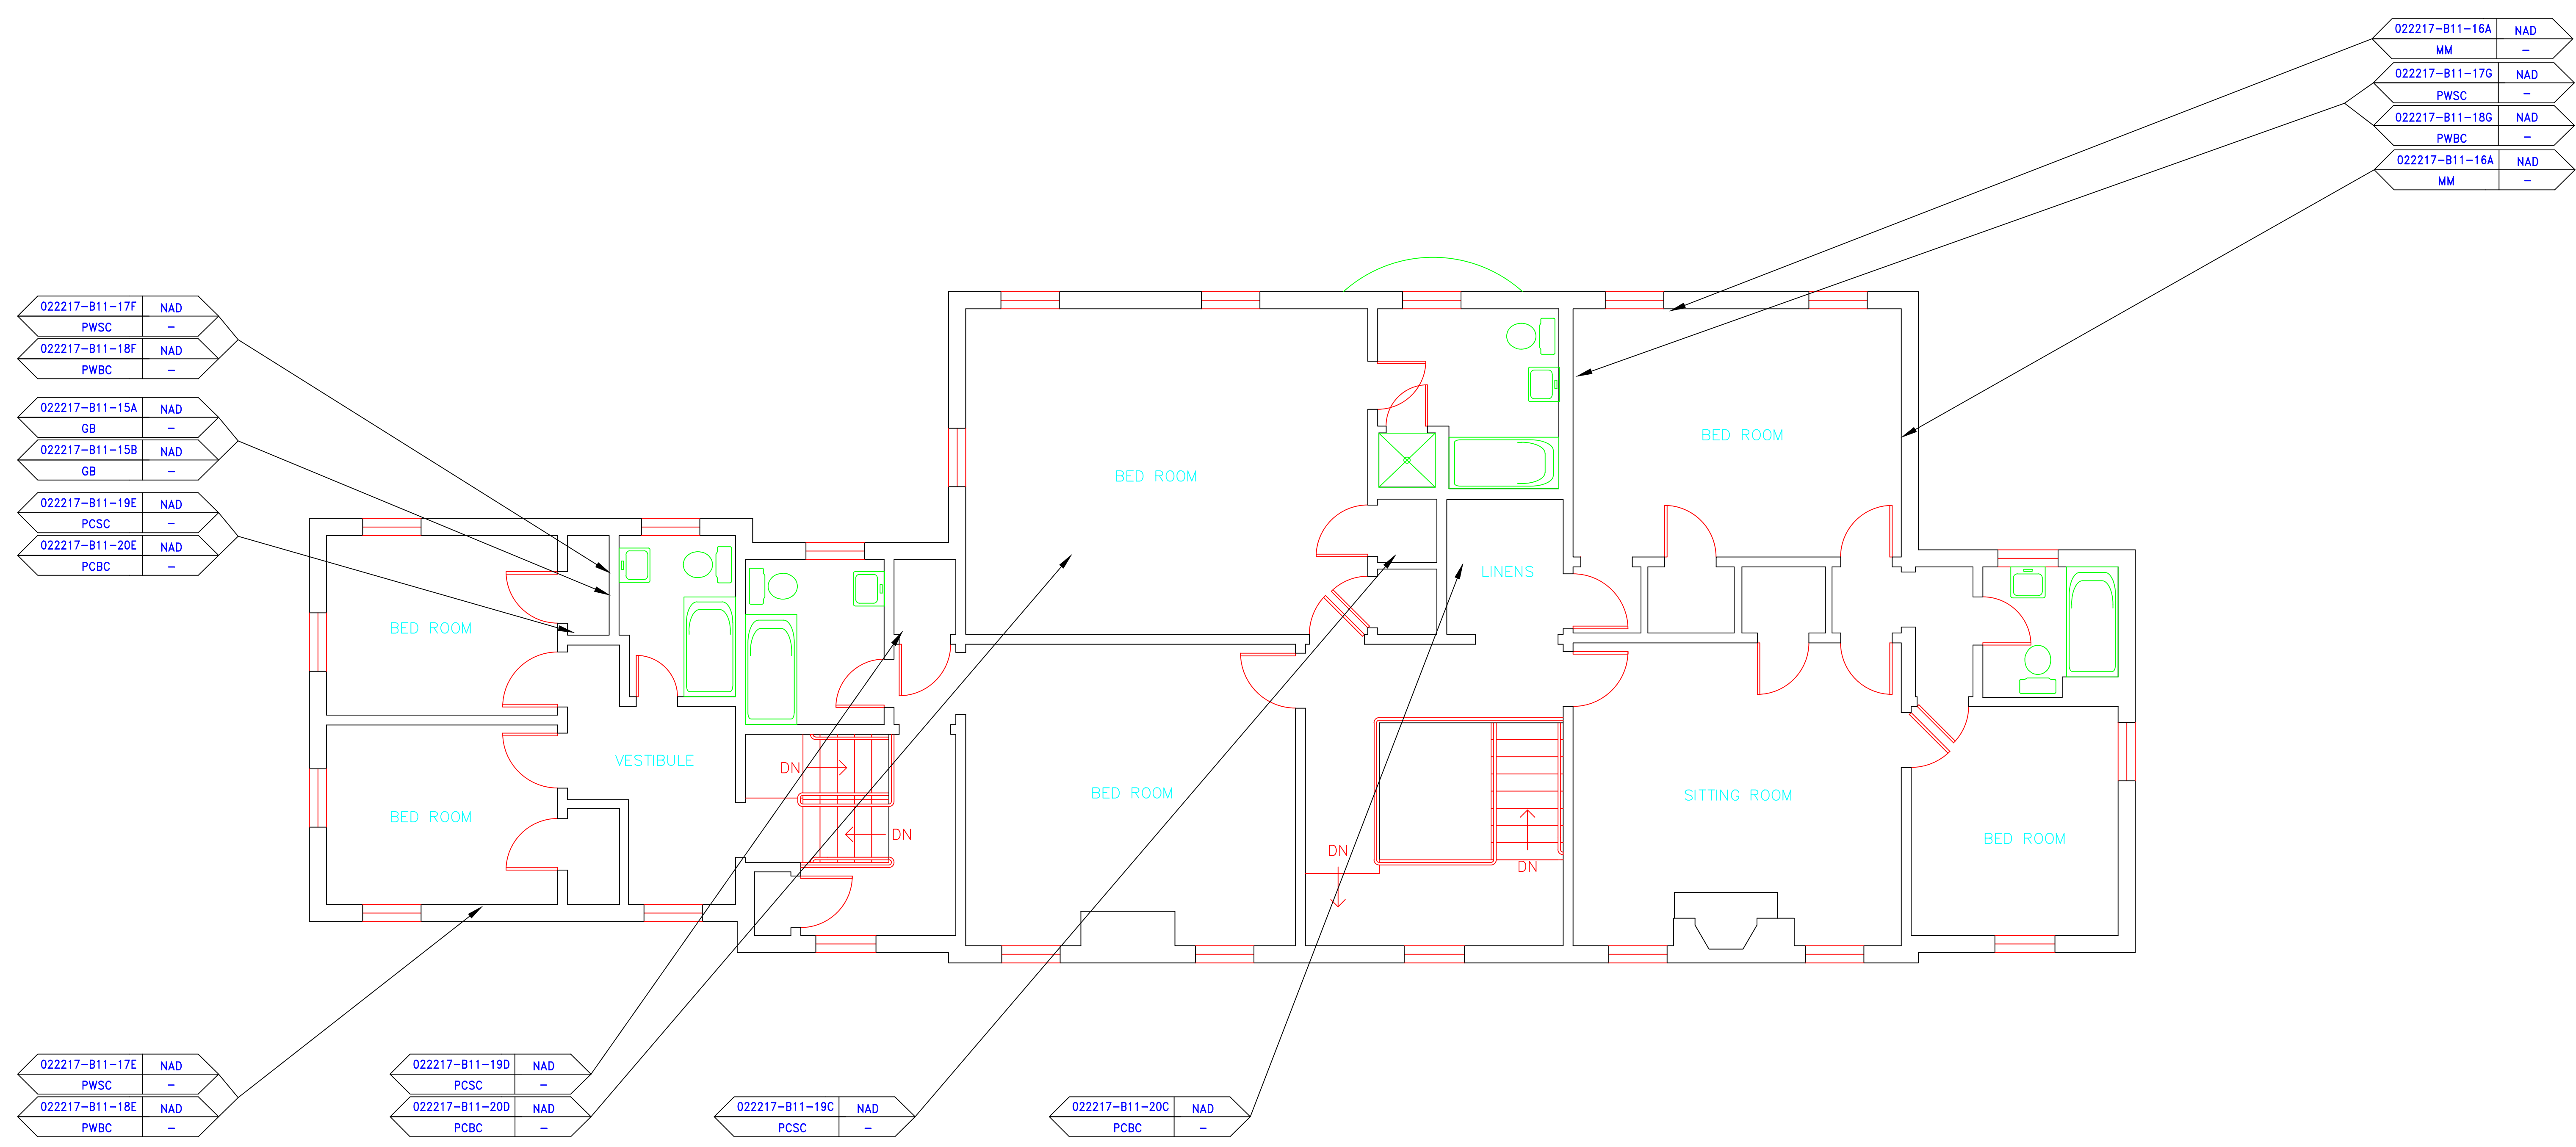 022217-B11-16A NAD
MM -
022217-B11-17G NAD
PWSC -
022217-B11-18G NAD
PWBC -
022217-B11-16A NAD
MM -
022217-B11-17F NAD
PWSC -
022217-B11-18F NAD
PWBC -
022217-B11-15A NAD
GB -
022217-B11-15B NAD
GB -
022217-B11-19E NAD
PCSC -
022217-B11-20E NAD
PCBC -
BED ROOM
BED ROOM
LINENS
BED ROOM
VESTIBULE
DN
BED ROOM
SITTING ROOM
BED ROOM
DN
BED ROOM
DN
DN
022217-B11-17E NAD
PWSC -
022217-B11-18E NAD
PWBC -
022217-B11-19D NAD
PCSC -
022217-B11-20D NAD
PCBC -
022217-B11-19C NAD
PCSC -
022217-B11-20C NAD
PCBC -